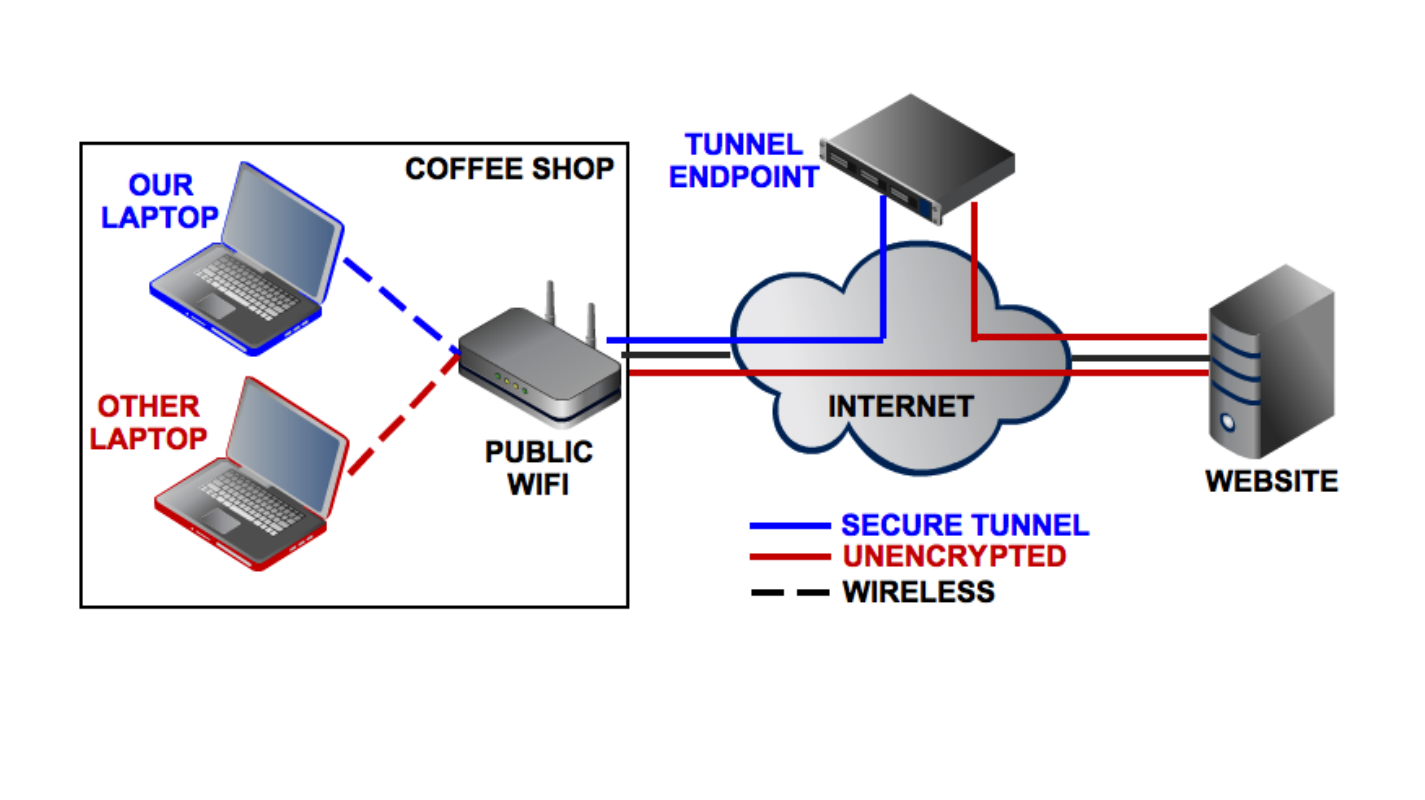 COFFEE SHOP
OUR
LAPTOP
OTHER
LAPTOP
PUBLIC
WIFI
TUNNEL
ENDPOINT
INTERNET
WEBSITE
SECURE TUNNEL
UNENCRYPTED
WIRELESS